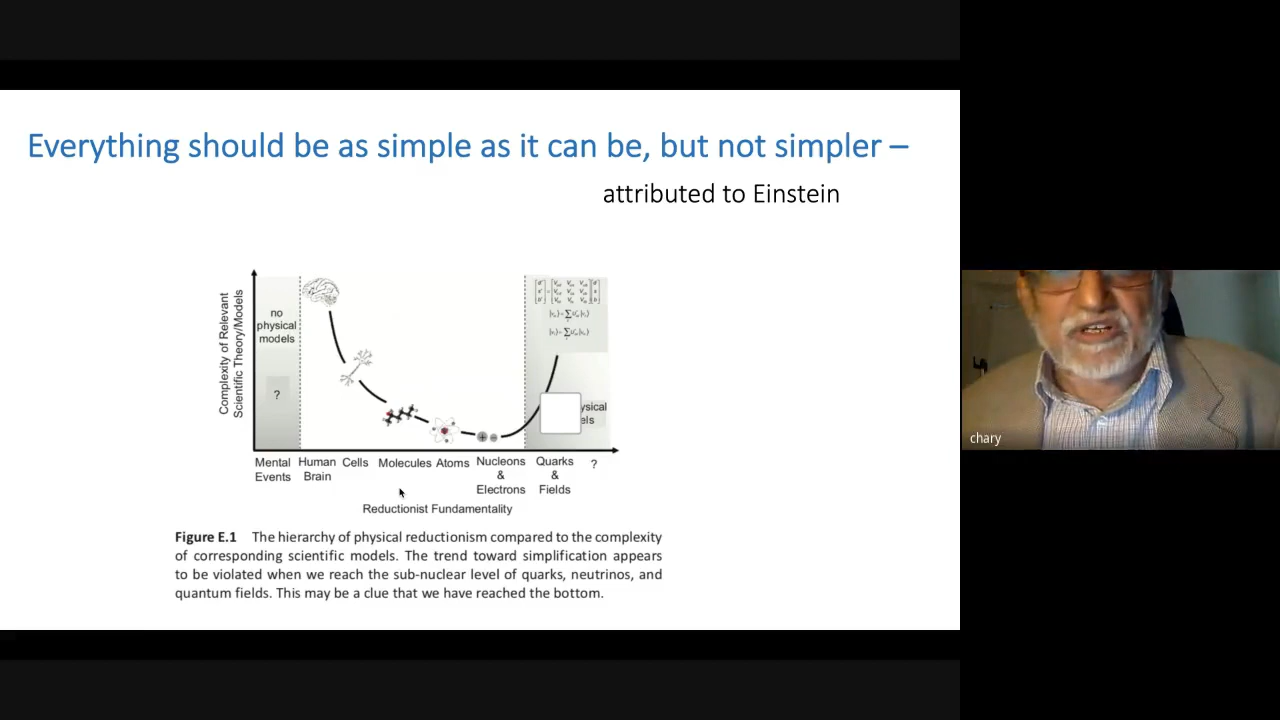 Everything should be as simple as it can be, but not simpler –
attributed to Einstein
Complexity of Relevant
Scientific Theory/Models
no
physical
models
?
ysical
els
Mental
Events
Human
Brain
Cells
Molecules
Atoms
Nucleons
&
Electrons
Quarks
&
Fields
?
Reductionist Fundamentality
Figure E.1 The hierarchy of physical reductionism compared to the complexity
of corresponding scientific models. The trend toward simplification appears
to be violated when we reach the sub-nuclear level of quarks, neutrinos, and
quantum fields. This may be a clue that we have reached the bottom.
chary